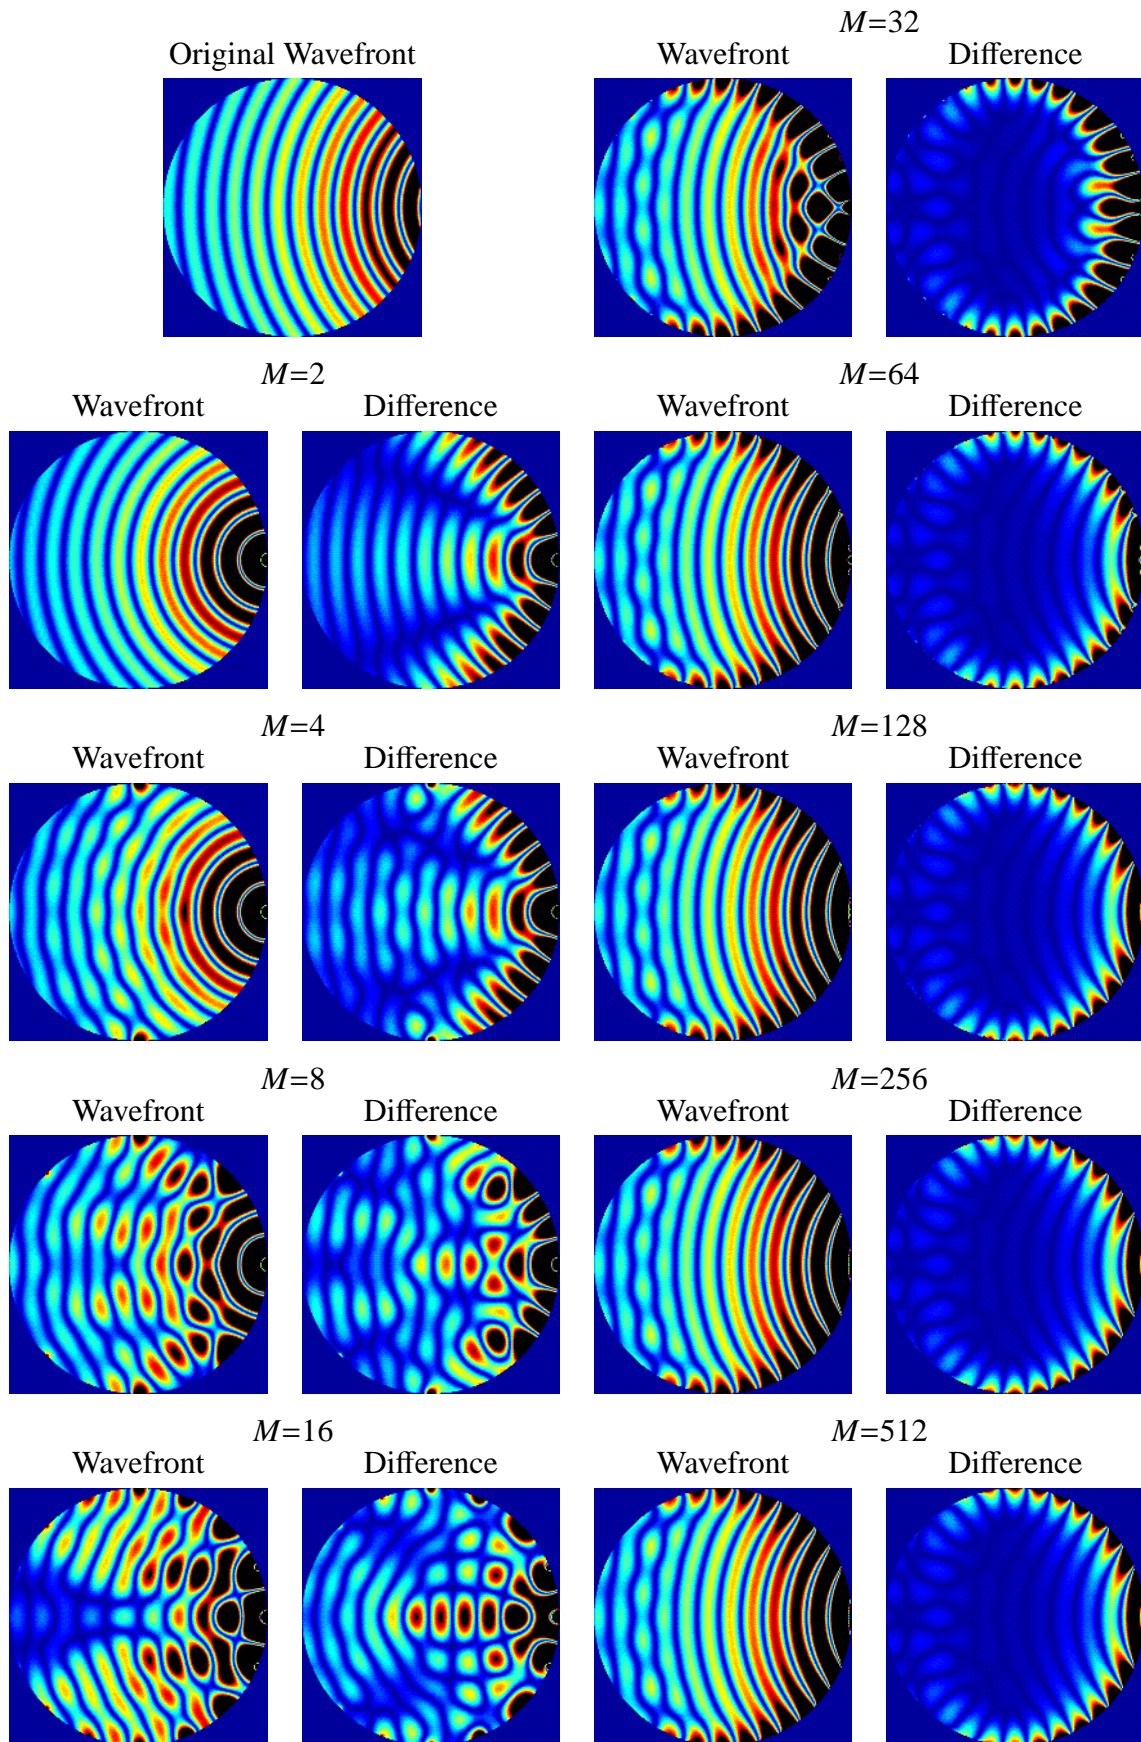 Original Wavefront
M=32
Wavefront Difference
M=2
Wavefront Difference
M=64
Wavefront Difference
M=4
Wavefront Difference
M=128
Wavefront Difference
M=8
Wavefront Difference
M=256
Wavefront Difference
M=16
Wavefront Difference
M=512
Wavefront Difference